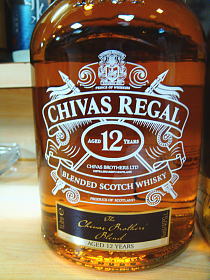 PRINCE OF WHISKIES
CHIVAS REGAL
AGED 12 YEARS
CHIVAS BROTHERS LTD
BLENDED SCOTCH WHISKY
PRODUCE OF SCOTLAND
The
Chivas Brothers'
Blend
AGED 12 YEARS